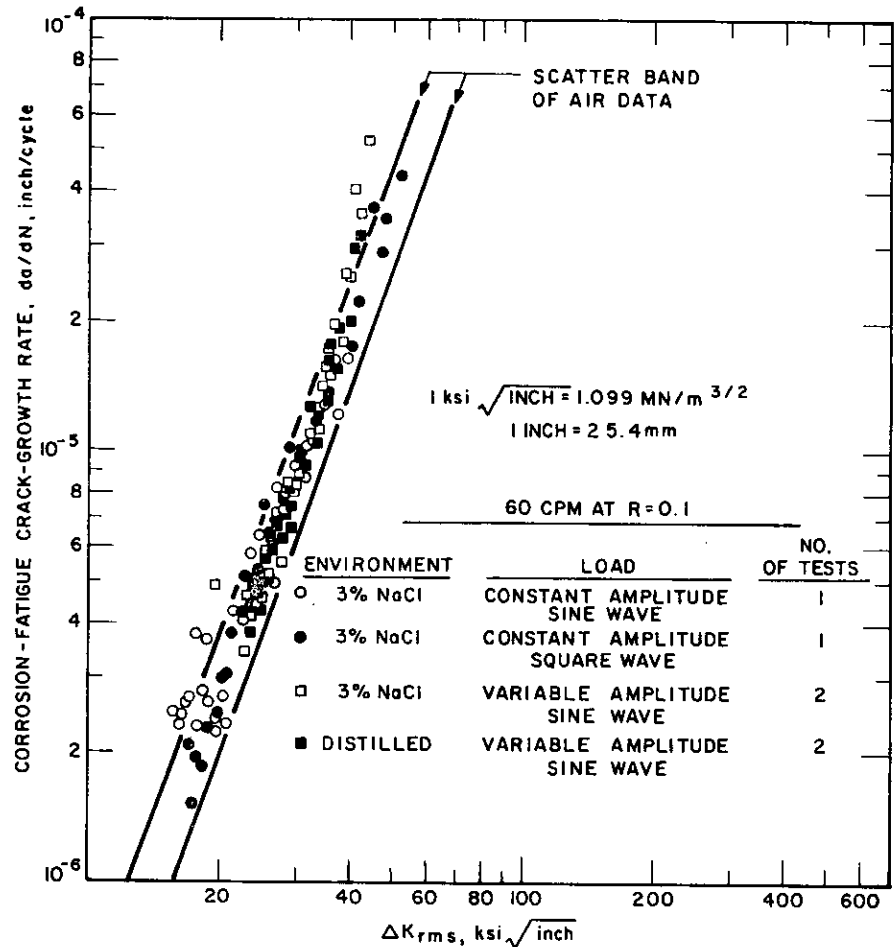 10-4
8
6
4
2
10-5
8
6
4
2
10-6
CORROSION-FATIGUE CRACK-GROWTH RATE, da/dN, inch/cycle
SCATTER BAND
OF AIR DATA
1 ksi √INCH = 1.099 MN/m 3/2
1 INCH = 25.4mm
60 CPM AT R = 0.1
ENVIRONMENT LOAD NO. OF TESTS
3% NaCl CONSTANT AMPLITUDE 1
SINE WAVE
3% NaCl CONSTANT AMPLITUDE 1
SQUARE WAVE
3% NaCl VARIABLE AMPLITUDE 2
SINE WAVE
DISTILLED VARIABLE AMPLITUDE 2
SINE WAVE
20 40 60 80 100 200 400 600
ΔKrms, ksi √inch